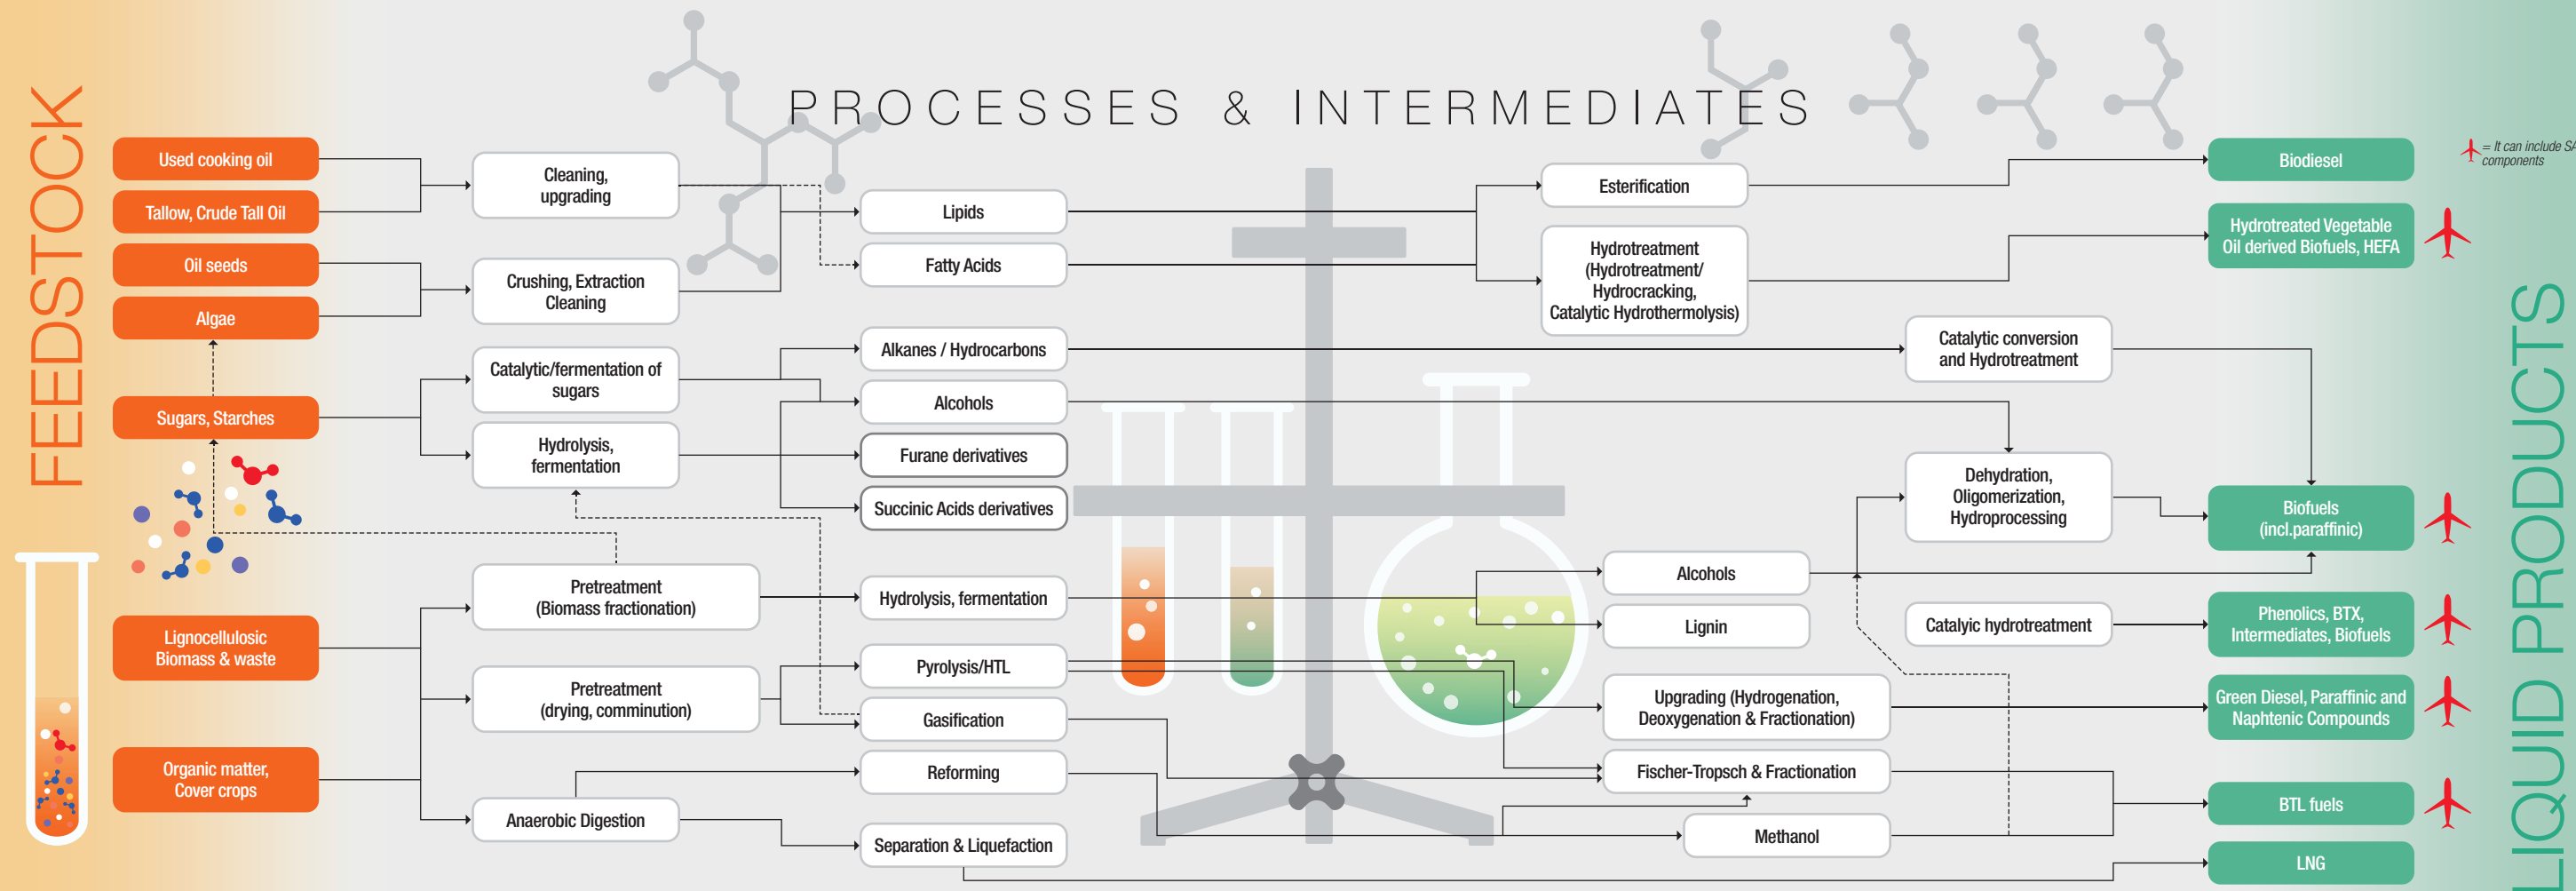 FEEDSTOCK
PROCESSES & INTERMEDIATES
LIQUID PRODUCTS
Used cooking oil
Tallow, Crude Tall Oil
Oil seeds
Algae
Sugars, Starches
Lignocellulosic
Biomass & waste
Organic matter,
Cover crops
Cleaning,
upgrading
Crushing, Extraction
Cleaning
Catalytic/fermentation of
sugars
Hydrolysis,
fermentation
Pretreatment
(Biomass fractionation)
Pretreatment
(drying, comminution)
Anaerobic Digestion
Lipids
Fatty Acids
Alkanes / Hydrocarbons
Alcohols
Furane derivatives
Succinic Acids derivatives
Hydrolysis, fermentation
Pyrolysis/HTL
Gasification
Reforming
Separation & Liquefaction
Esterification
Hydrotreatment
(Hydrotreatment/
Hydrocracking,
Catalytic Hydrothermolysis)
Alcohols
Lignin
Upgrading (Hydrogenation,
Deoxygenation & Fractionation)
Fischer-Tropsch & Fractionation
Methanol
Catalytic conversion
and Hydrotreatment
Dehydration,
Oligomerization,
Hydroprocessing
Catalyic hydrotreatment
Biodiesel
Hydrotreated Vegetable
Oil derived Biofuels, HEFA
Biofuels
(incl.paraffinic)
Phenolics, BTX,
Intermediates, Biofuels
Green Diesel, Paraffinic and
Naphtenic Compounds
BTL fuels
LNG
= It can include
components